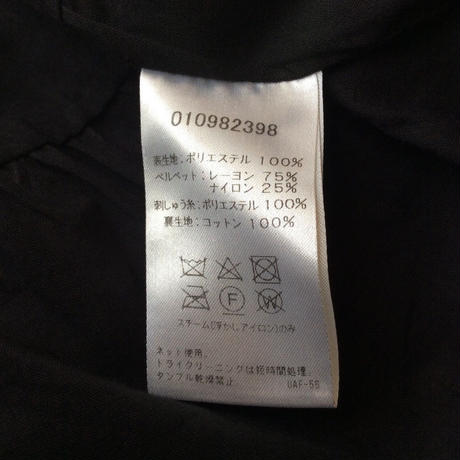 010982398
表生地:ポリエステル 100%
ベルベット:レーヨン 75%
ナイロン 25%
刺しゅう糸:ポリエステル 100%
裏生地:コットン 100%
F W
スチーム(浮かしアイロン)のみ
ネット使用。
ドライクリーニングは短時間処理。
タンブル乾燥禁止
UAF-55